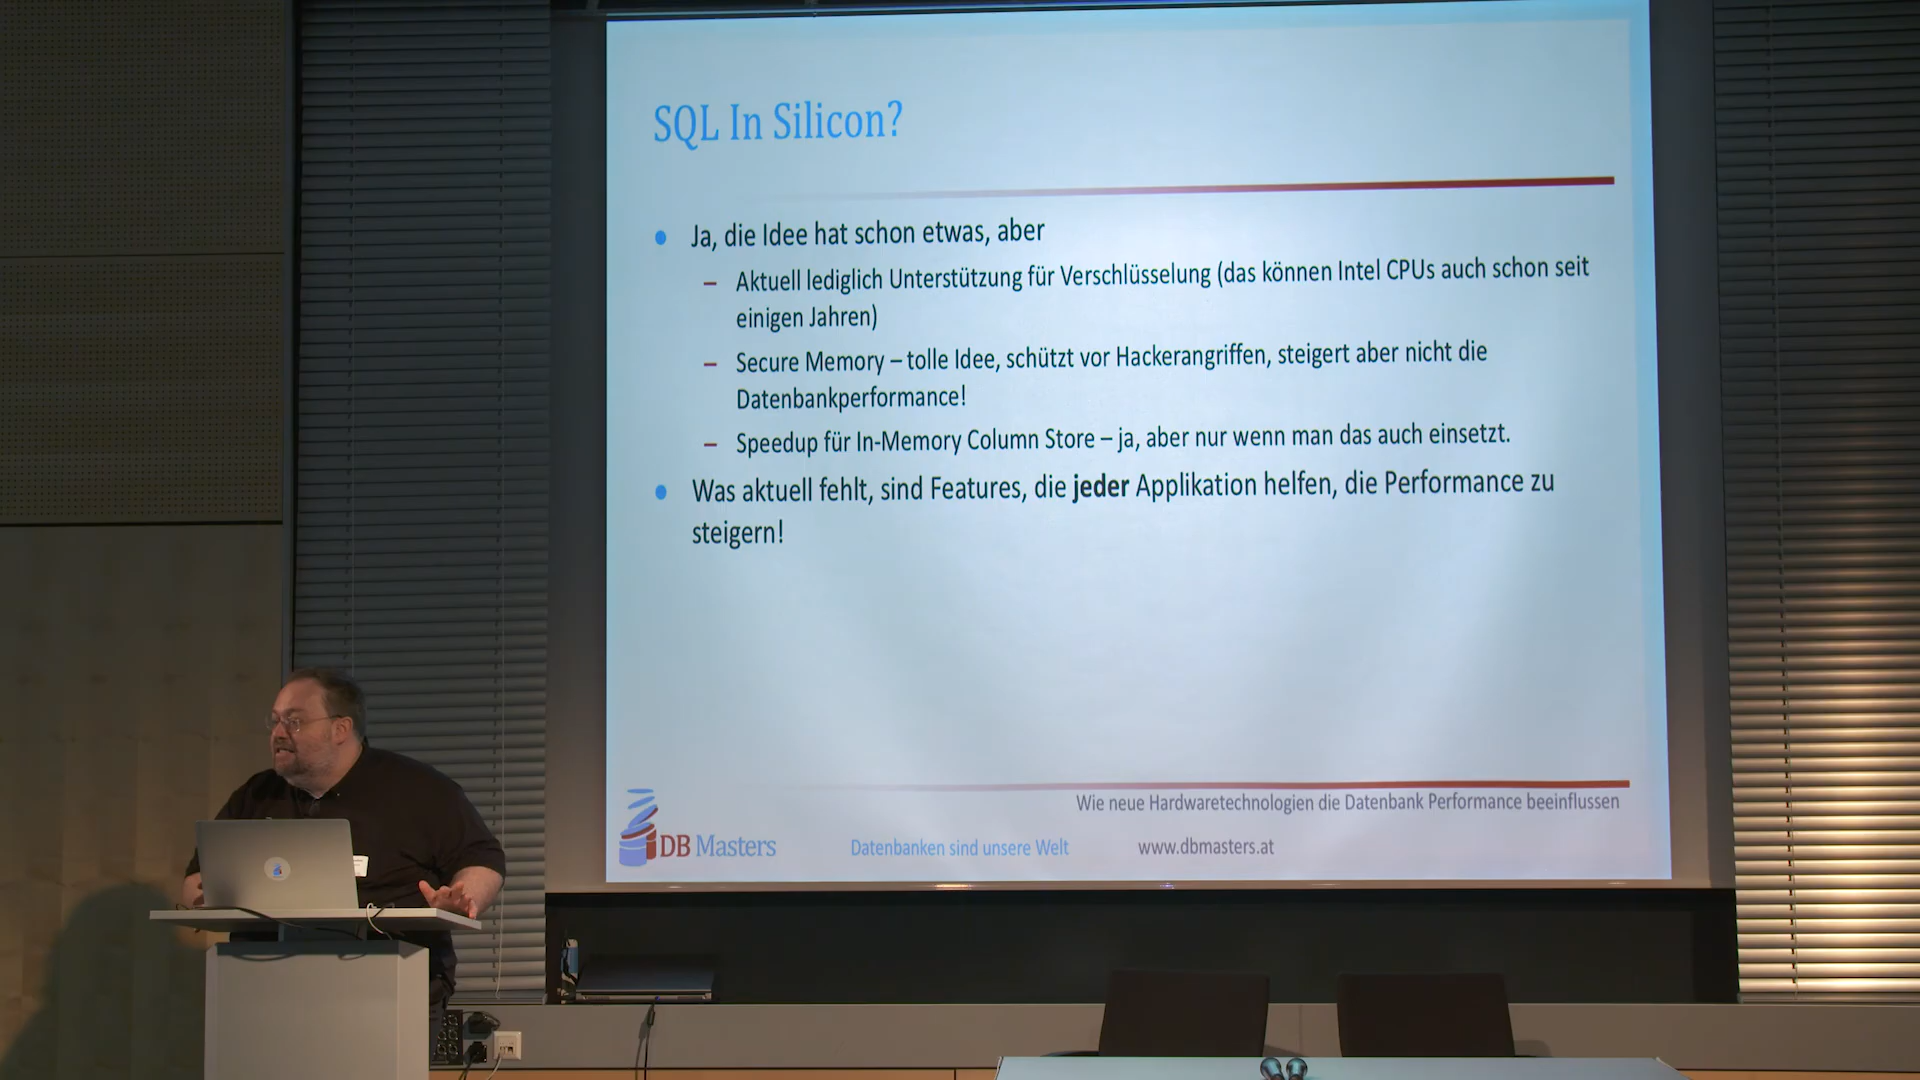 SQL In Silicon?
Ja, die Idee hat schon etwas, aber
– Aktuell lediglich Unterstützung für Verschlüsselung (das können Intel CPUs auch schon seit
einigen Jahren)
– Secure Memory – tolle Idee, schützt vor Hackerangriffen, steigert aber nicht die
Datenbankperformance!
– Speedup für In-Memory Column Store – ja, aber nur wenn man das auch einsetzt.
Was aktuell fehlt, sind Features, die jeder Applikation helfen, die Performance zu
steigern!
Wie neue Hardwaretechnologien die Datenbank Performance beeinflussen
DB Masters
Datenbanken sind unsere Welt
www.dbmasters.at